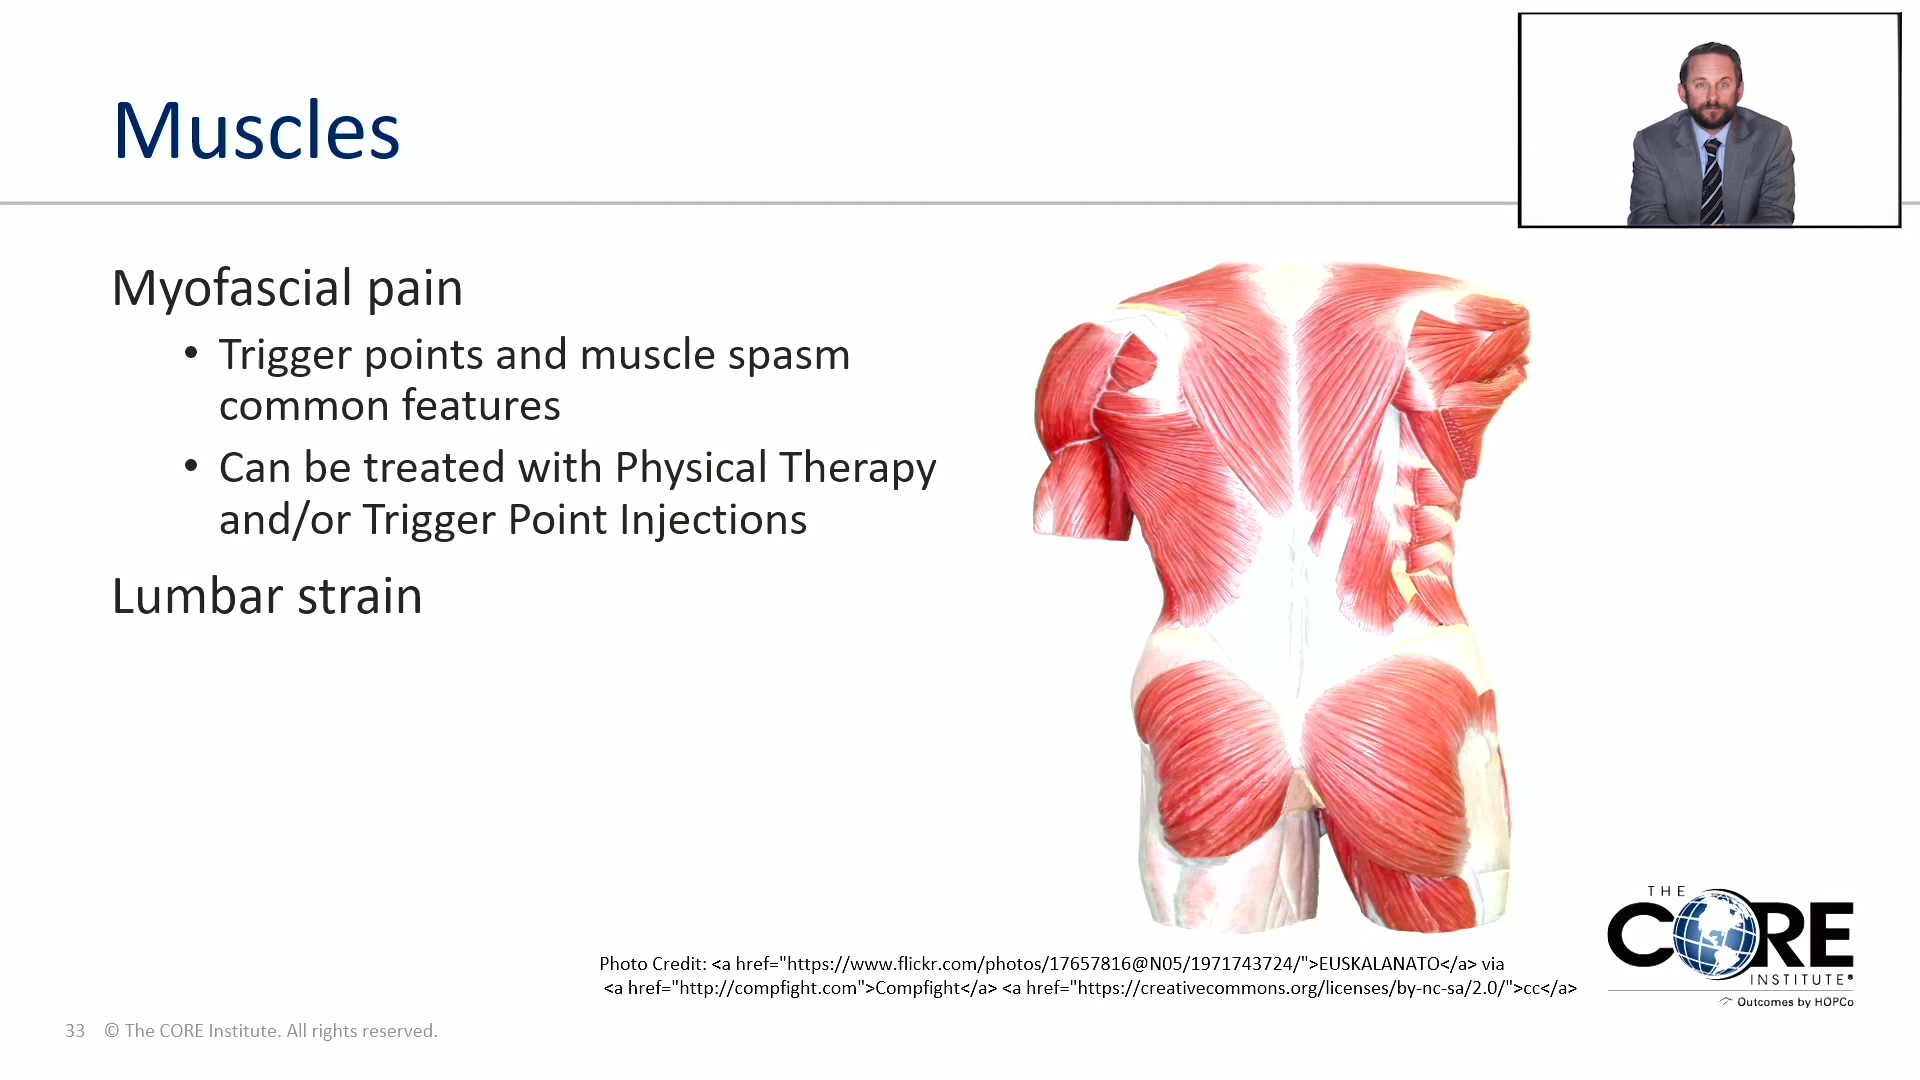 Muscles
Myofascial pain
• Trigger points and muscle spasm
common features
• Can be treated with Physical Therapy
and/or Trigger Point Injections
Lumbar strain
Photo Credit: <a href="https://www.flickr.com/photos/17657816@N05/1971743724/">EUSKALANATO</a> via
<a href="http://compfight.com">Compfight</a> <a href="https://creativecommons.org/licenses/by-nc-sa/2.0/">cc</a>
THE
CORE
INSTITUTE®
Outcomes by HOPCo
33 © The CORE Institute. All rights reserved.